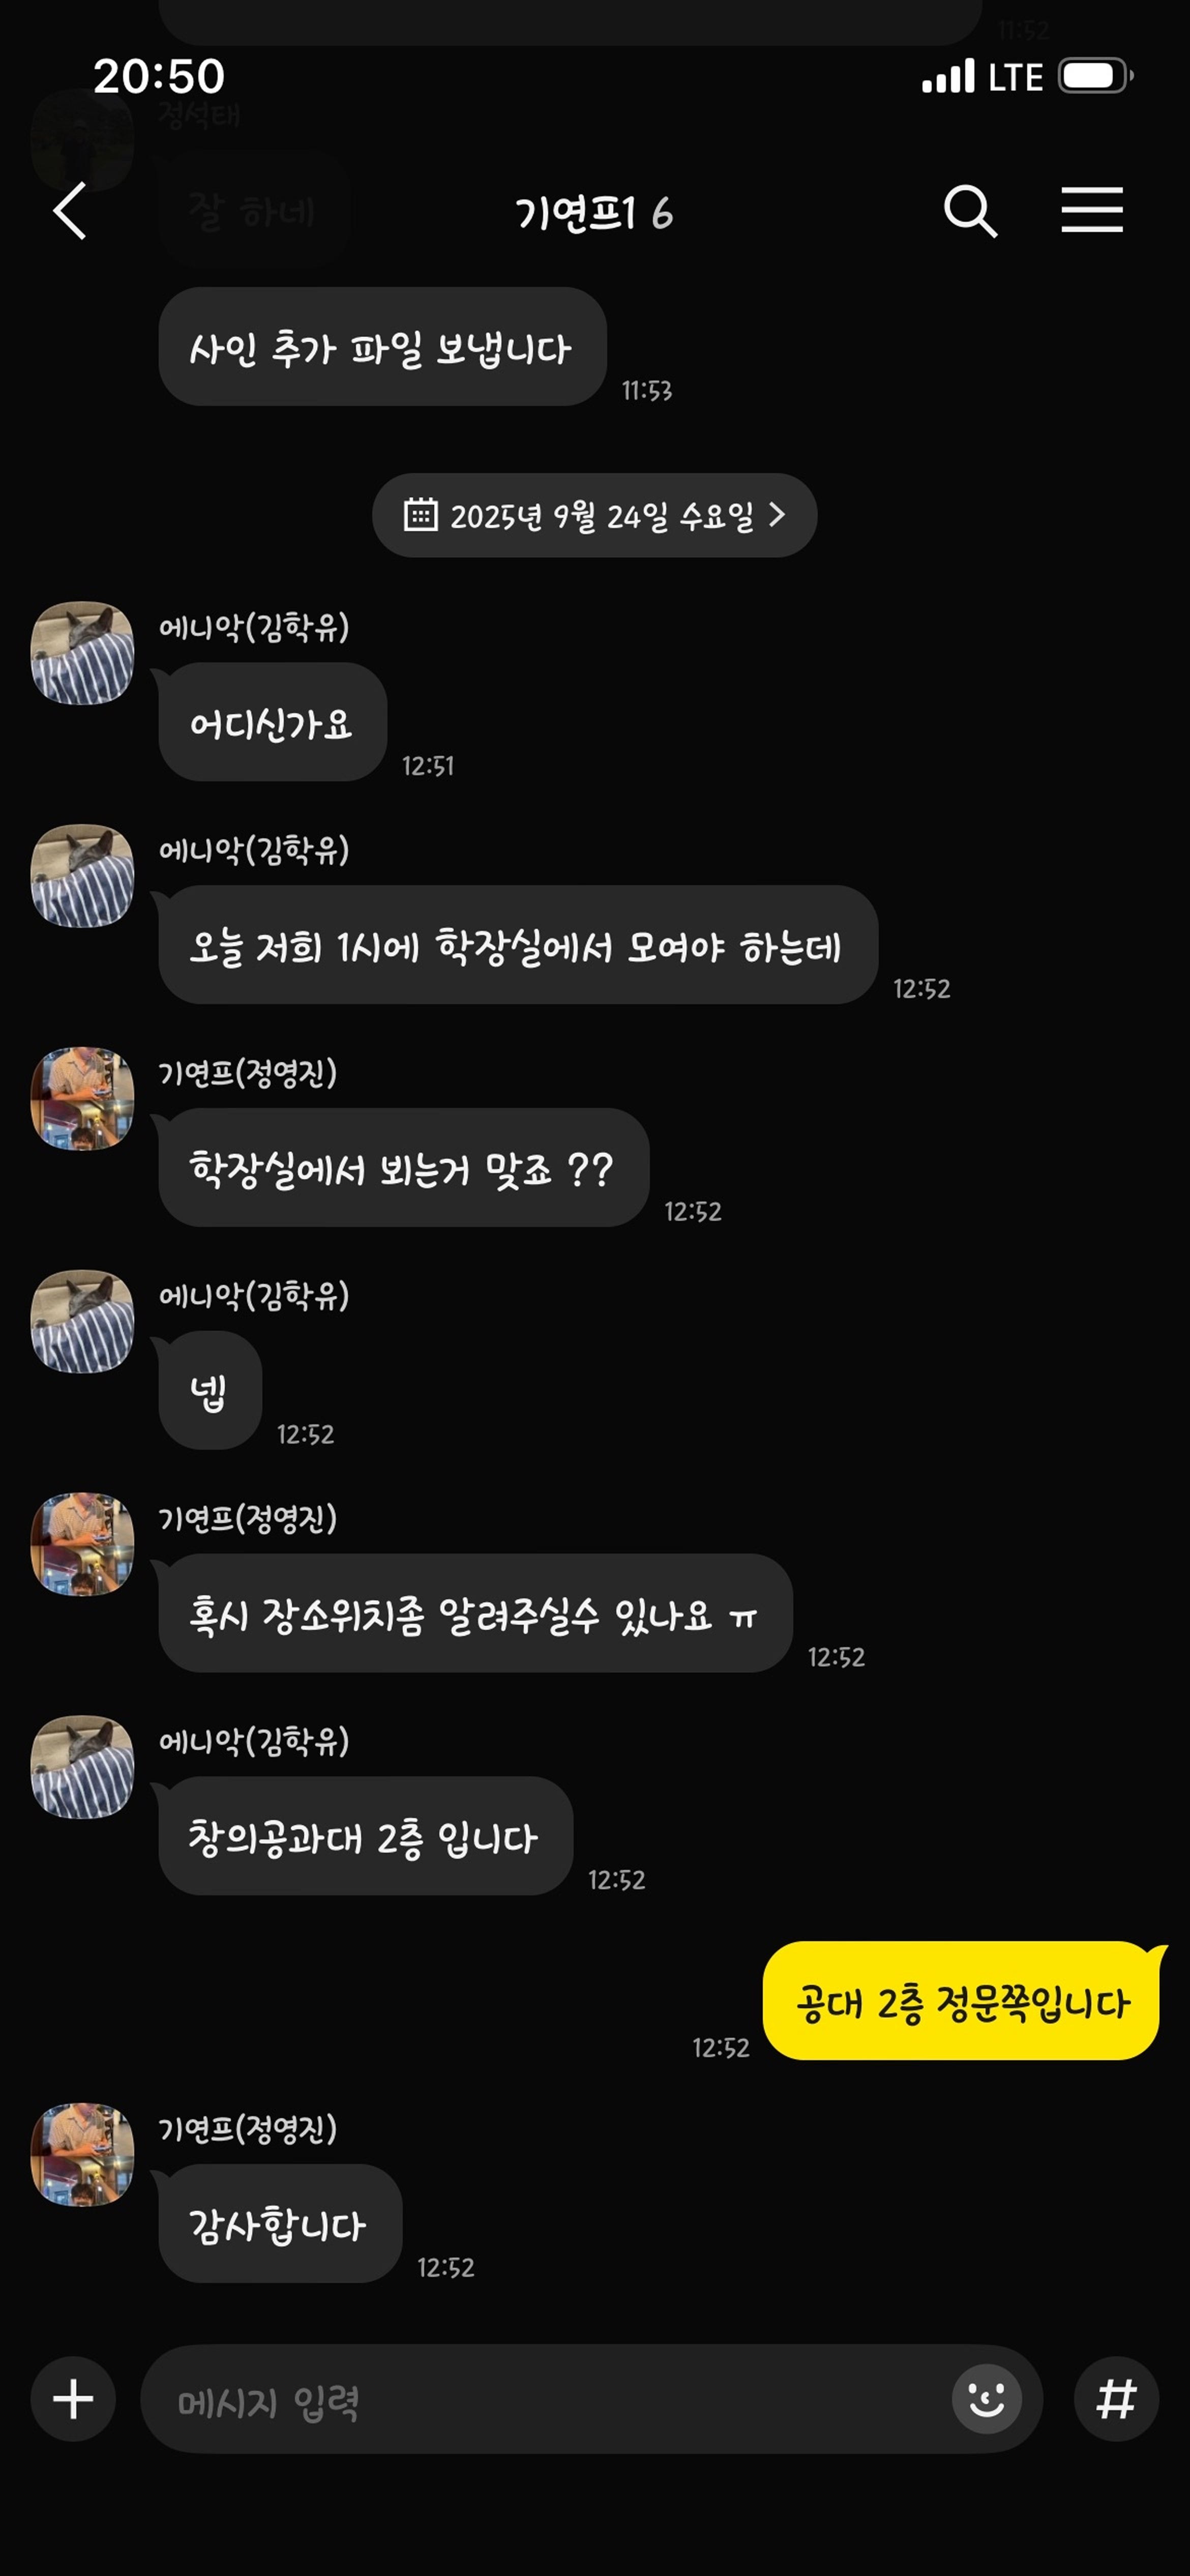 11:52
20:50
LTE
정석태
잘 하네
기연프1 6
사인 추가 파일 보냅니다
11:53
2025년 9월 24일 수요일
에니악(김학유)
어디신가요
12:51
에니악(김학유)
오늘 저희 1시에 학장실에서 모여야 하는데
12:52
기연프(정영진)
학장실에서 뵈는거 맞죠 ??
12:52
에니악(김학유)
넵
12:52
기연프(정영진)
혹시 장소위치좀 알려주실수 있나요 ㅠ
12:52
에니악(김학유)
창의공과대 2층 입니다
12:52
공대 2층 정문쪽입니다
12:52
기연프(정영진)
감사합니다
12:52
메시지 입력
#